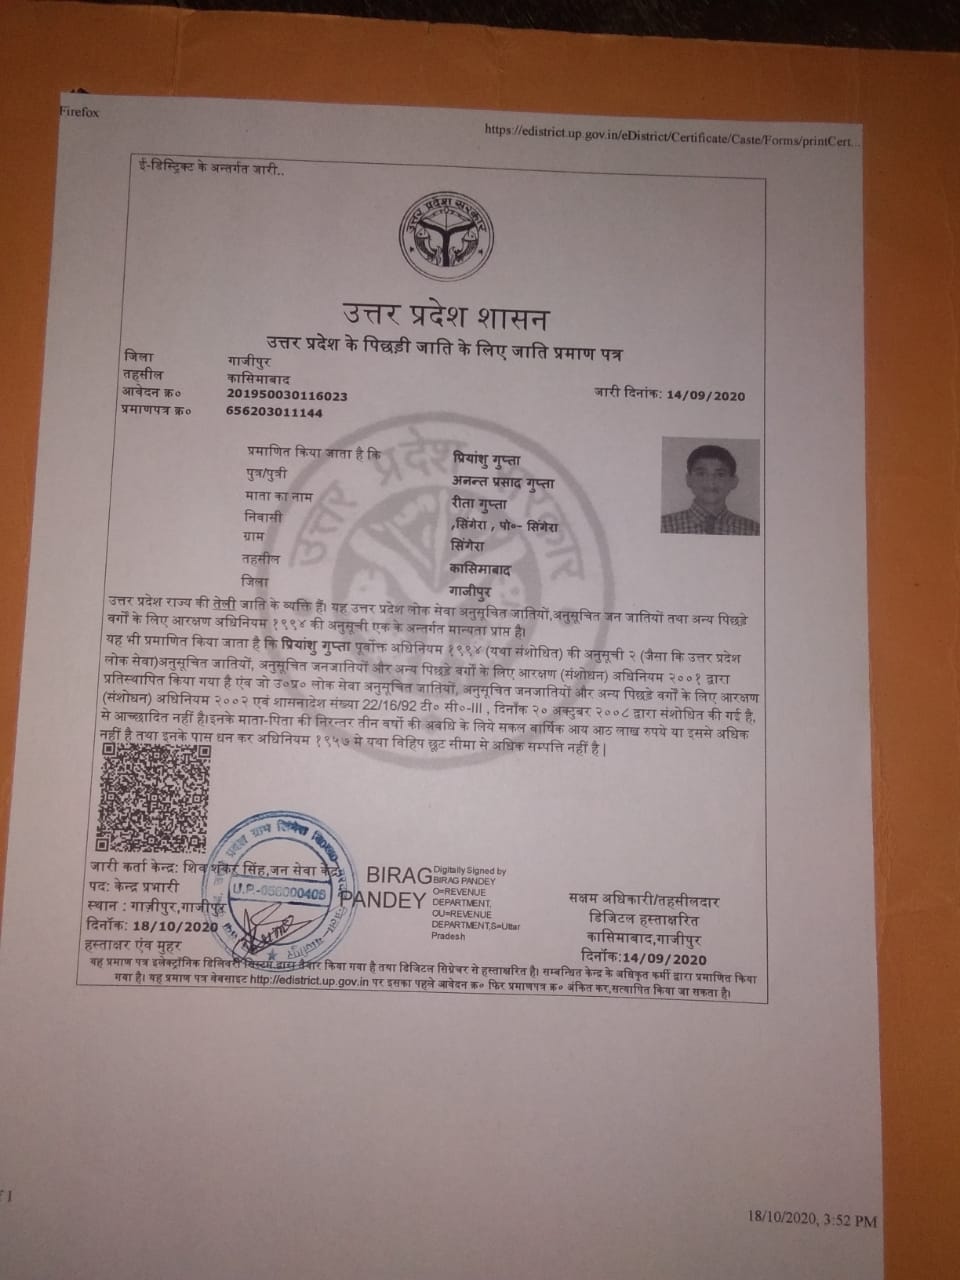 Firefox
https://edistrict.up.gov.in/eDistrict/Certificate/Caste/Forms/printCert...
ई-डिस्ट्रिक्ट के अन्तर्गत जारी..
उत्तर प्रदेश सरकार
उत्तर प्रदेश शासन
उत्तर प्रदेश के पिछड़ी जाति के लिए जाति प्रमाण पत्र
जिला गाजीपुर
तहसील कासिमाबाद
आवेदन क्र० 201950030116023 जारी दिनांक: 14/09/2020
प्रमाणपत्र क्र० 656203011144
प्रमाणित किया जाता है कि प्रियांशु गुप्ता
पुत्र/पुत्री अनन्त प्रसाद गुप्ता
माता का नाम रीता गुप्ता
निवासी ,सिंगेरा , पो०- सिंगेरा
ग्राम सिंगेरा
तहसील कासिमाबाद
जिला गाजीपुर
उत्तर प्रदेश राज्य की तेली जाति के व्यक्ति हैं। यह उत्तर प्रदेश लोक सेवा अनुसूचित जातियों,अनुसूचित जन जातियों तथा अन्य पिछड़े
वर्गों के लिए आरक्षण अधिनियम १९९४ की अनुसूची एक के अन्तर्गत मान्यता प्राप्त है।
यह भी प्रमाणित किया जाता है कि प्रियांशु गुप्ता पूर्वोक्त अधिनियम १९९४ (यथा संशोधित) की अनुसूची २ (जैसा कि उत्तर प्रदेश
लोक सेवा)अनुसूचित जातियों, अनुसूचित जनजातियों और अन्य पिछड़े वर्गों के लिए आरक्षण (संशोधन) अधिनियम २००१ द्वारा
प्रतिस्थापित किया गया है एंव जो उ०प्र० लोक सेवा अनुसूचित जातियों, अनुसूचित जनजातियों और अन्य पिछड़े वर्गों के लिए आरक्षण
(संशोधन) अधिनियम २००२ एवं शासनादेश संख्या 22/16/92 टी० सी०-III , दिनाँक २० अक्टुबर २००८ द्वारा संशोधित की गई है,
से आच्छादित नहीं है।इनके माता-पिता की निरन्तर तीन वर्षों की अवधि के लिये सकल वार्षिक आय आठ लाख रुपये या इससे अधिक
नहीं है तथा इनके पास धन कर अधिनियम १९५७ मे यथा विहिप छूट सीमा से अधिक सम्पत्ति नहीं है |
जारी कर्ता केन्द्र: शिव शंकर सिंह,जन सेवा केंद्र
पद: केन्द्र प्रभारी
स्थान : गाज़ीपुर,गाजीपुर
दिनाँक: 18/10/2020
हस्ताक्षर एंव मुहर
U.P.-056000405
BIRAG
PANDEY
Digitally Signed by
BIRAG PANDEY
O=REVENUE
DEPARTMENT,
OU=REVENUE
DEPARTMENT,S=Uttar
Pradesh
सक्षम अधिकारी/तहसीलदार
डिजिटल हस्ताक्षरित
कासिमाबाद,गाजीपुर
दिनाँक:14/09/2020
यह प्रमाण पत्र इलेक्ट्रॉनिक डिलिवरी सिस्टम द्वारा तैयार किया गया है तथा डिजिटल सिग्नेचर से हस्ताक्षरित है। सम्बन्धित केन्द्र के अधिकृत कर्मी द्वारा प्रमाणित किया
गया है। यह प्रमाण पत्र वेबसाइट http://edistrict.up.gov.in पर इसका पहले आवेदन क्र० फिर प्रमाणपत्र क्र० अंकित कर,सत्यापित किया जा सकता है।
18/10/2020, 3:52 PM